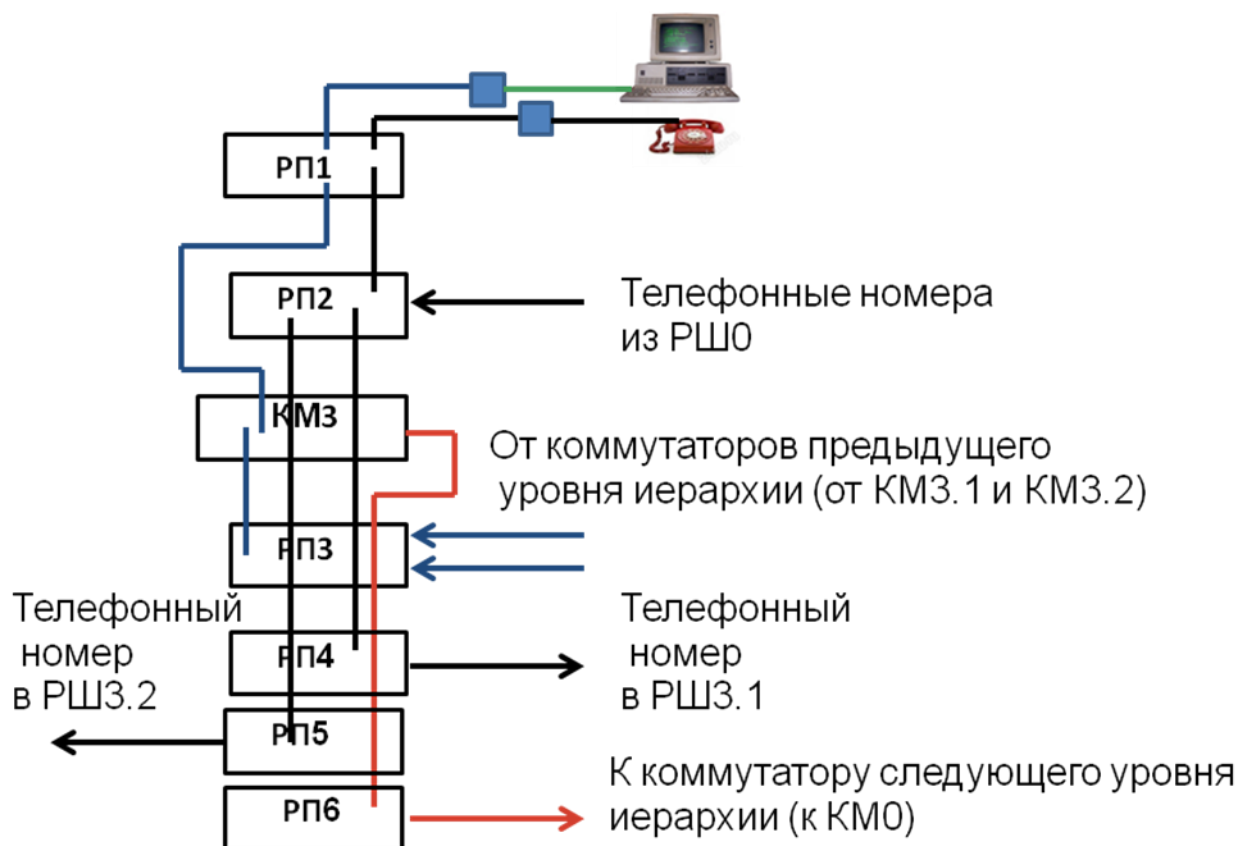 РП1
РП2
Телефонные номера
из РШ0
КМ3
От коммутаторов предыдущего
уровня иерархии (от КМ3.1 и КМ3.2)
РП3
Телефонный
номер
в РШ3.2
РП4
Телефонный
номер
в РШ3.1
РП5
К коммутатору следующего уровня
иерархии (к КМ0)
РП6